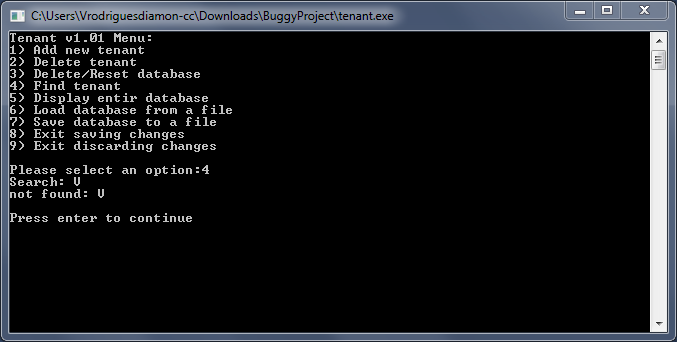 C:\Users\Vrodriguesdiamon-cc\Downloads\BuggyProject\tenant.exe
Tenant v1.01 Menu:
1) Add new tenant
2) Delete tenant
3) Delete/Reset database
4) Find tenant
5) Display entir database
6) Load database from a file
7) Save database to a file
8) Exit saving changes
9) Exit discarding changes
Please select an option:4
Search: V
not found: V
Press enter to continue